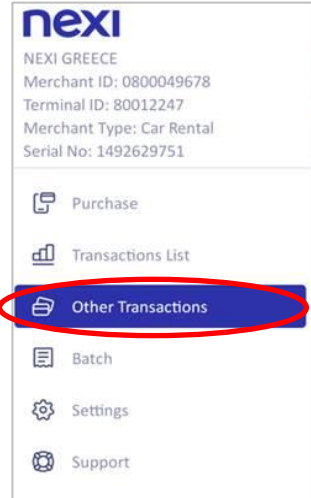 nexi
NEXI GREECE
Merchant ID: 0800049678
Terminal ID: 80012247
Merchant Type: Car Rental
Serial No: 1492629751
Purchase
Transactions List
Other Transactions
Batch
Settings
Support